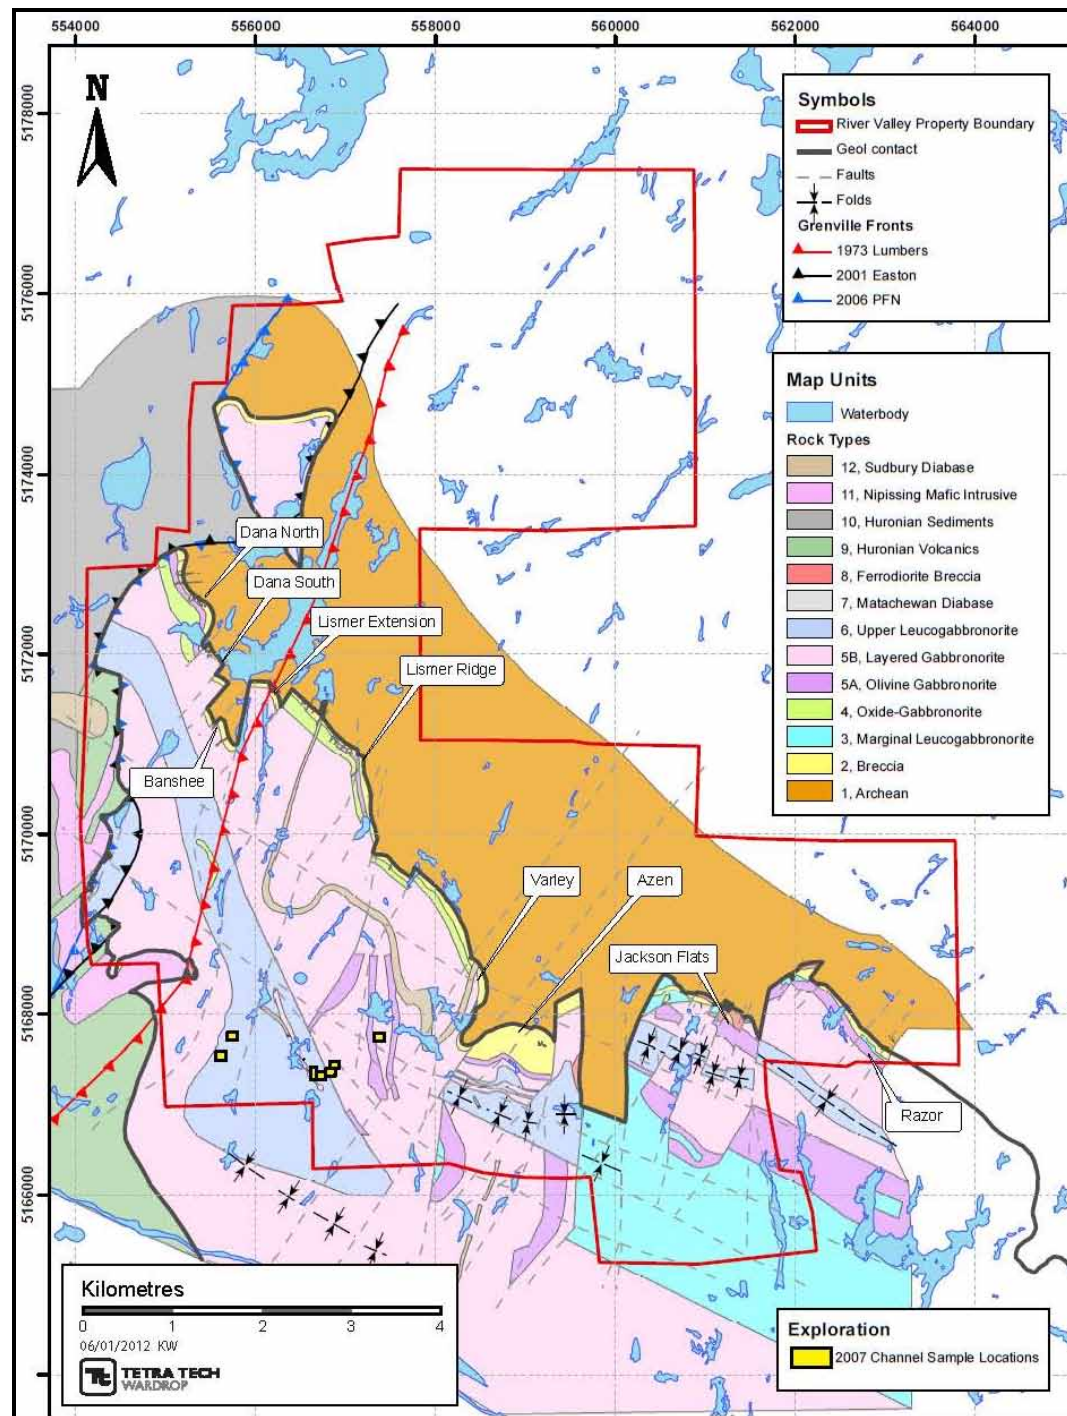 554000 556000 558000 560000 562000 564000
5178000
5176000
5174000
5172000
5170000
5168000
5166000
N
Symbols
River Valley Property Boundary
Geol contact
Faults
Folds
Grenville Fronts
1973 Lumbers
2001 Easton
2006 PFN
Map Units
Waterbody
Rock Types
12, Sudbury Diabase
11, Nipissing Mafic Intrusive
10, Huronian Sediments
9, Huronian Volcanics
8, Ferrodiorite Breccia
7, Matachewan Diabase
6, Upper Leucogabbronorite
5B, Layered Gabbronorite
5A, Olivine Gabbronorite
4, Oxide-Gabbronorite
3, Marginal Leucogabbronorite
2, Breccia
1, Archean
Dana North
Dana South
Lismer Extension
Lismer Ridge
Banshee
Varley
Azen
Jackson Flats
Razor
Kilometres
0 1 2 3 4
06/01/2012 KW
Tt TETRA TECH
WARDROP
Exploration
2007 Channel Sample Locations